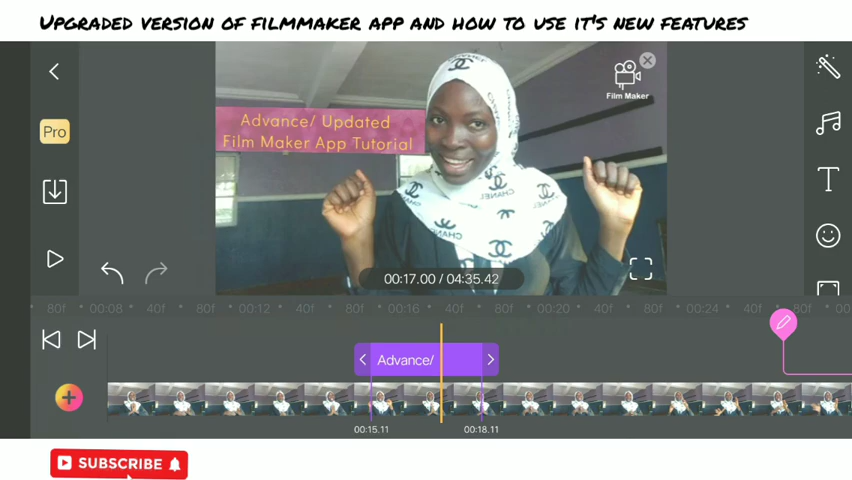 UPGRADED VERSION OF FILMMAKER APP AND HOW TO USE IT'S NEW FEATURES
Pro
Film Maker
Advance/ Updated
Film Maker App Tutorial
CHANEL
00:17.00 / 04:35.42
80f 00:08 40f 80f 00:12 40f 80f 00:16 40f 80f 00:20 40f 80f 00:24 40f 80f 00:
Advance/
00:15.11 00:18.11
SUBSCRIBE